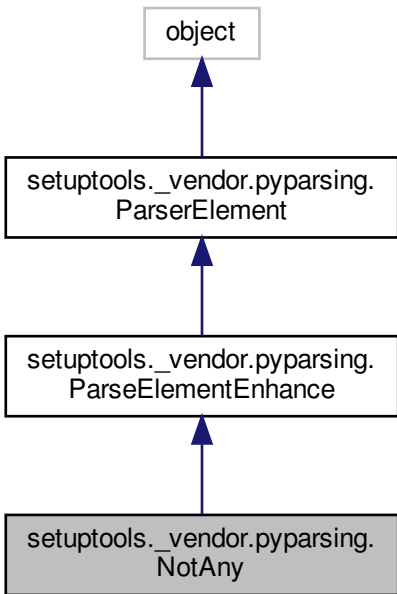 object
setuptools._vendor.pyparsing.
ParserElement
setuptools._vendor.pyparsing.
ParseElementEnhance
setuptools._vendor.pyparsing.
NotAny